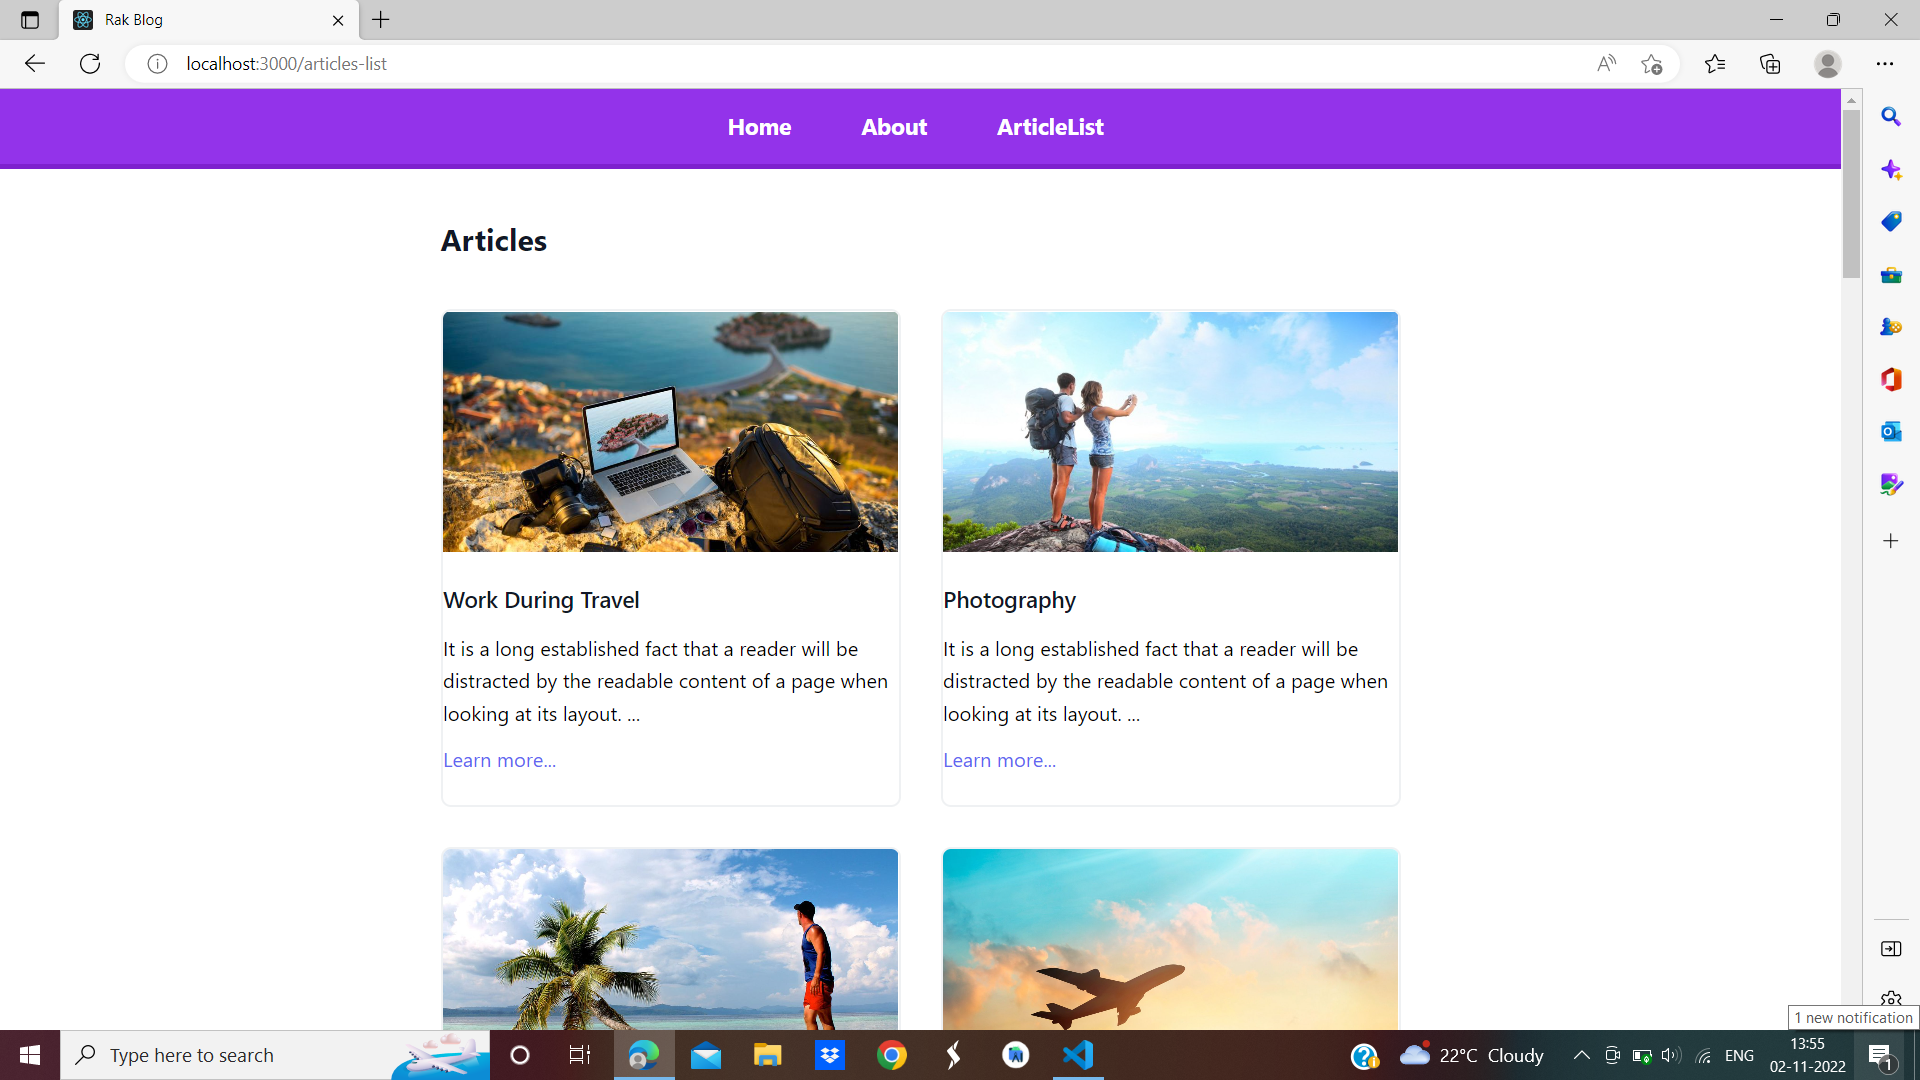 Rak Blog
localhost:3000/articles-list
Home About ArticleList
Articles
Work During Travel
It is a long established fact that a reader will be
distracted by the readable content of a page when
looking at its layout. ...
Learn more...
Photography
It is a long established fact that a reader will be
distracted by the readable content of a page when
looking at its layout. ...
Learn more...
1 new notification
Type here to search
22°C Cloudy
ENG
13:55
02-11-2022
1